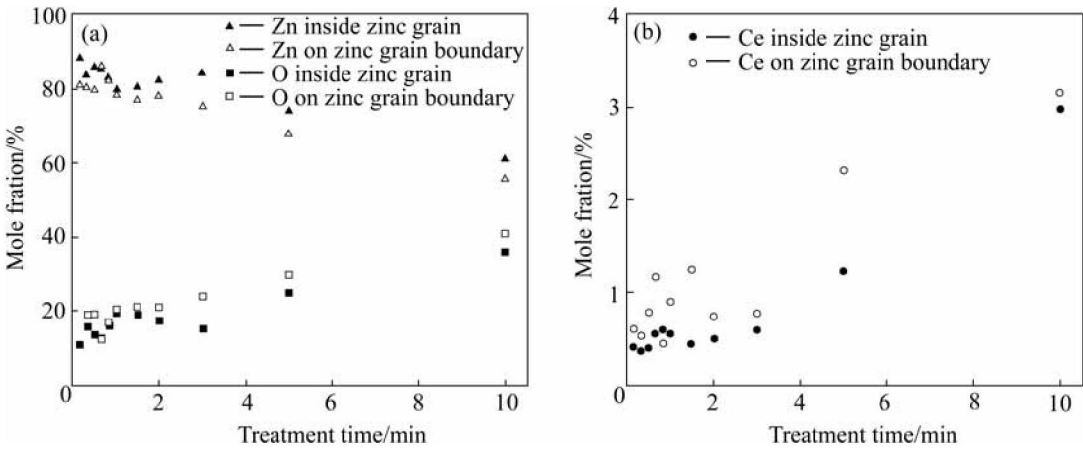 100
(a)
Zn inside zinc grain
Zn on zinc grain boundary
80
O inside zinc grain
O on zinc grain boundary
60
40
20
0
2
4
6
8
10
Mole fration/%
Treatment time/min
4
(b)
Ce inside zinc grain
Ce on zinc grain boundary
3
2
1
0
2
4
6
8
10
Mole fration/%
Treatment time/min